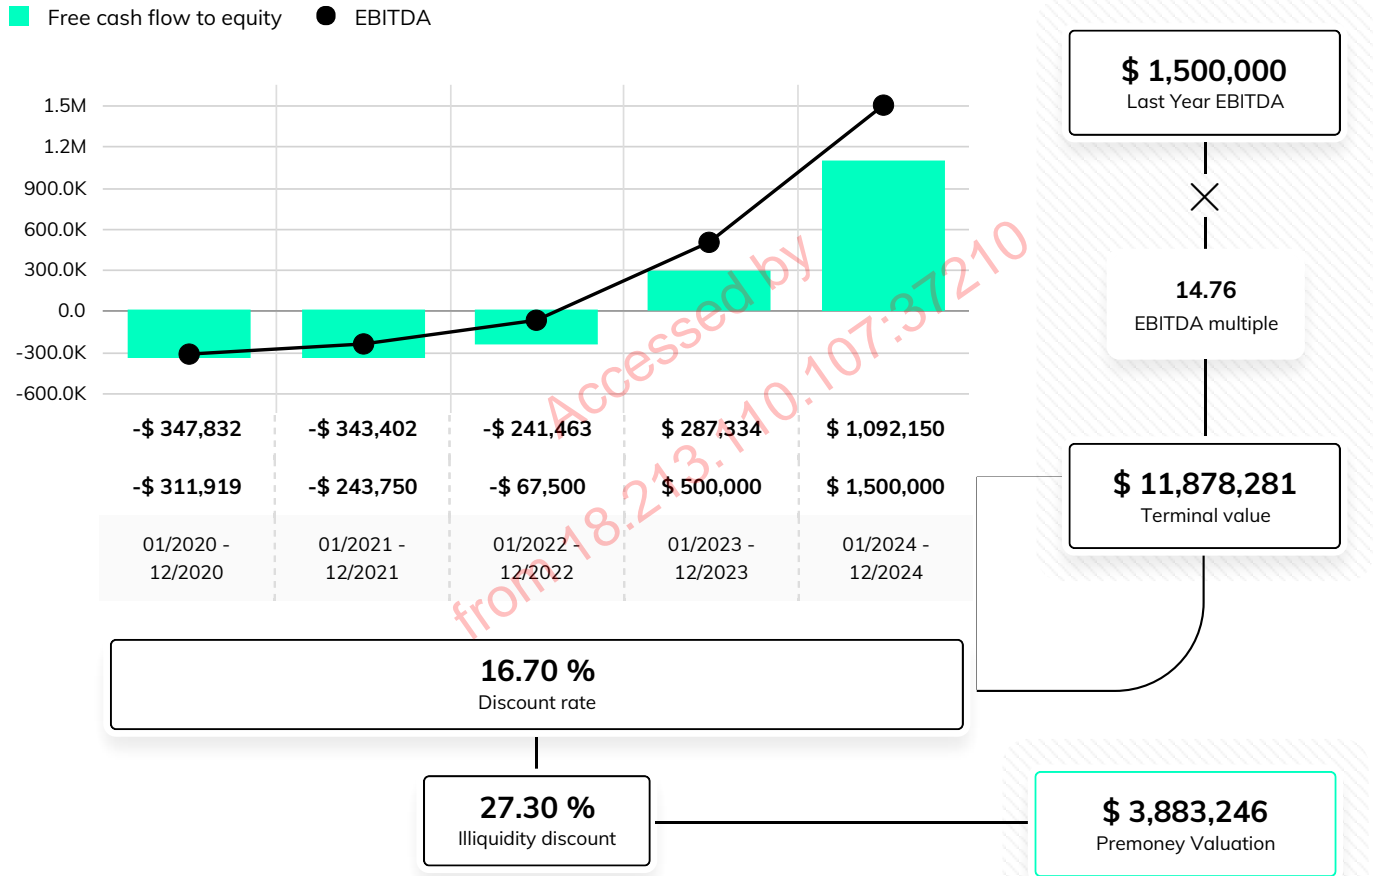 Free cash flow to equity
EBITDA
$ 1,500,000
Last Year EBITDA
1.5M
1.2M
900.0K
600.0K
300.0K
0.0
-300.0K
-600.0K
14.76
EBITDA multiple
-$ 347,832 -$ 343,402 -$ 241,463 $ 287,334 $ 1,092,150
-$ 311,919 -$ 243,750 -$ 67,500 $ 500,000 $ 1,500,000
01/2020 - 01/2021 - 01/2022 - 01/2023 - 01/2024 -
12/2020 12/2021 12/2022 12/2023 12/2024
$ 11,878,281
Terminal value
16.70 %
Discount rate
27.30 %
Illiquidity discount
$ 3,883,246
Premoney Valuation
Accessed by
from 18.213.110.107:37210